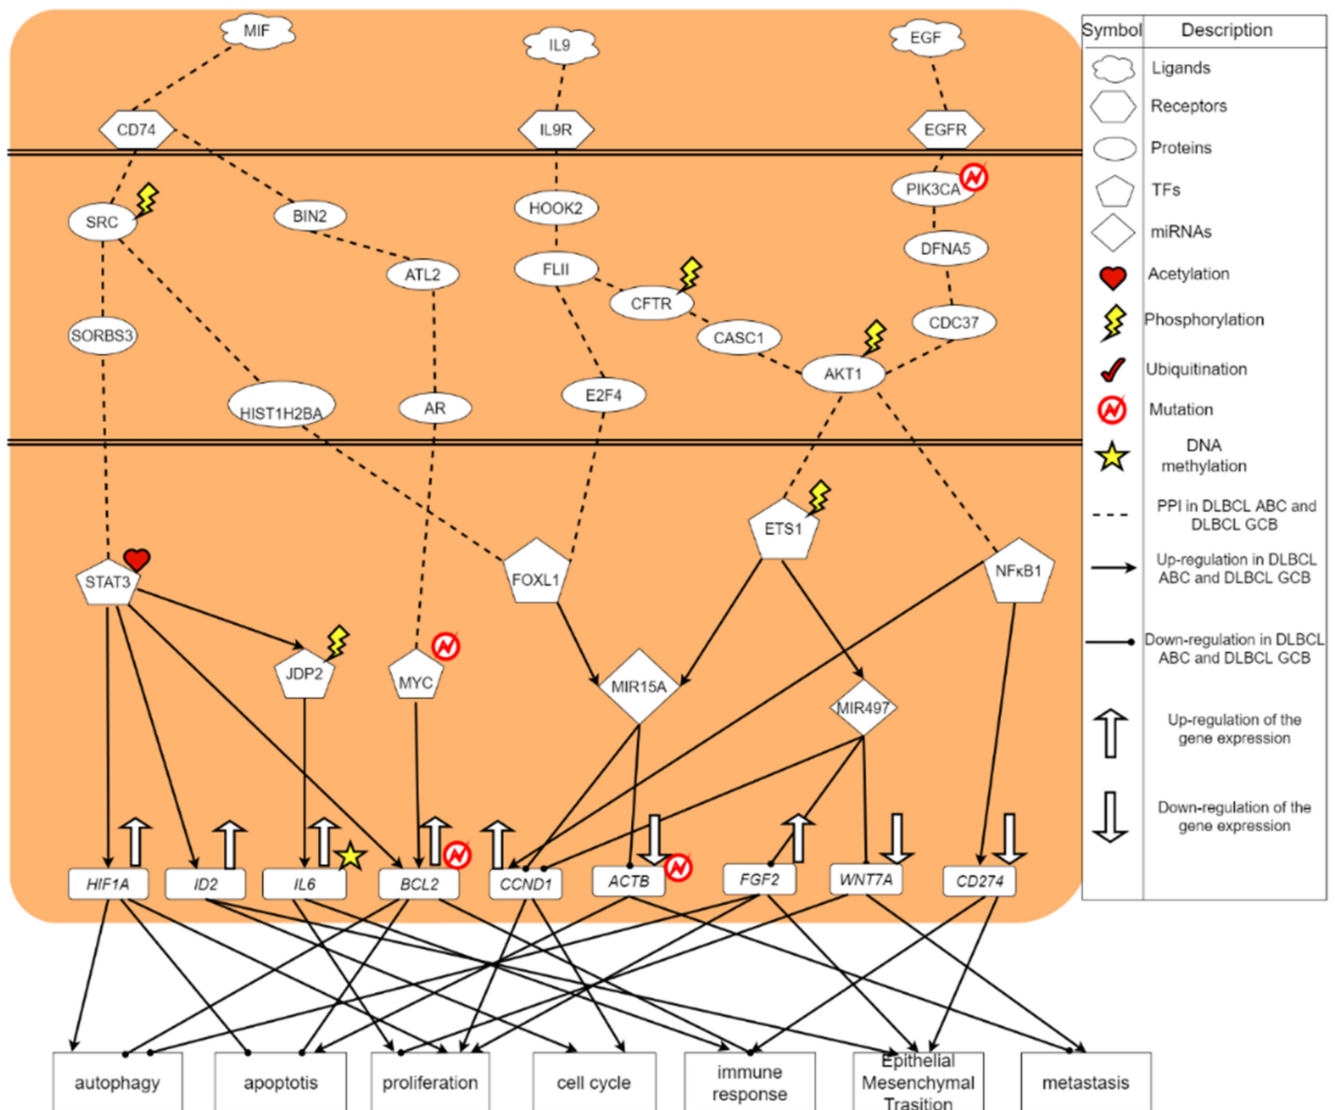 MIF
IL9
EGF
CD74
IL9R
EGFR
SRC
BIN2
HOOK2
PIK3CA
ATL2
FLII
DFNA5
CFTR
SORBS3
CASC1
CDC37
AKT1
HIST1H2BA
AR
E2F4
ETS1
STAT3
FOXL1
NFκB1
JDP2
MYC
MIR15A
MIR497
HIF1A
ID2
IL6
BCL2
CCND1
ACTB
FGF2
WNT7A
CD274
autophagy
apoptotis
proliferation
cell cycle
immune
response
Epithelial
Mesenchymal
Trasition
metastasis
Symbol
Description
Ligands
Receptors
Proteins
TFs
miRNAs
Acetylation
Phosphorylation
Ubiquitination
Mutation
DNA
methylation
PPI in DLBCL ABC and
DLBCL GCB
Up-regulation in DLBCL
ABC and DLBCL GCB
Down-regulation in DLBCL
ABC and DLBCL GCB
Up-regulation of the
gene expression
Down-regulation of the
gene expression